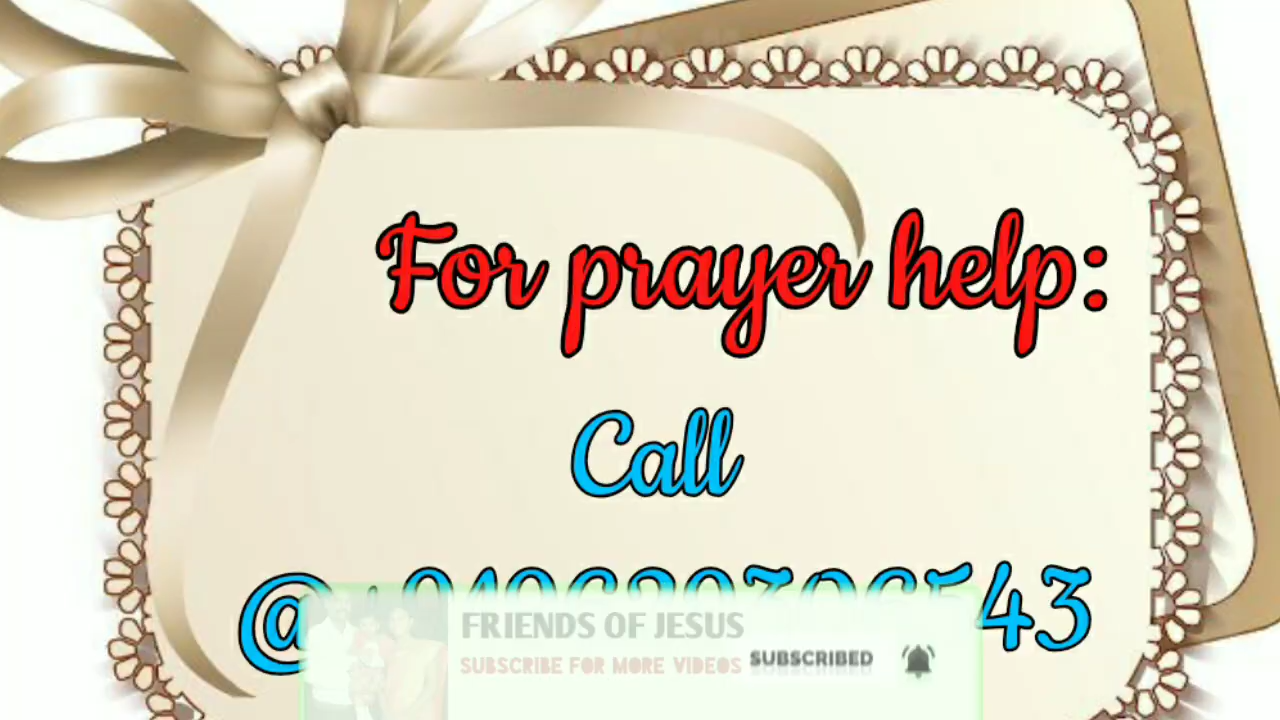 For prayer help:
Call
@
43
FRIENDS OF JESUS
SUBSCRIBE FOR MORE VIDEOS SUBSCRIBED